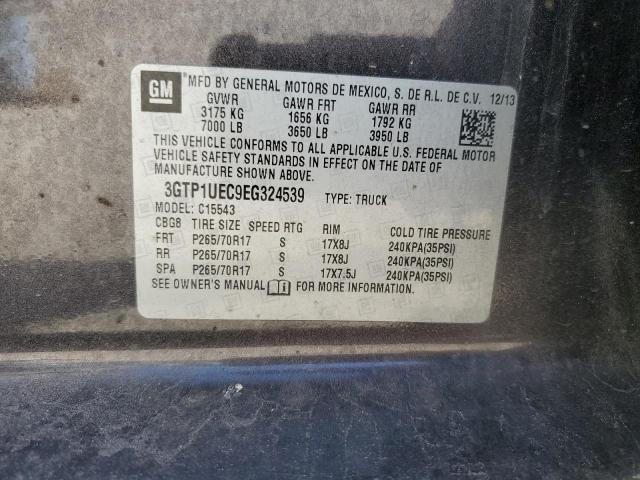 GM
*MFD BY GENERAL MOTORS DE MEXICO, S. DE R.L. DE C.V. 12/13
GVWR GAWR FRT GAWR RR
3175 KG 1656 KG 1792 KG
7000 LB 3650 LB 3950 LB
THIS VEHICLE CONFORMS TO ALL APPLICABLE U.S. FEDERAL MOTOR
VEHICLE SAFETY STANDARDS IN EFFECT ON THE DATE OF
MANUFACTURE SHOWN ABOVE.
3GTP1UEC9EG324539 TYPE: TRUCK
MODEL: C15543
CBG8 TIRE SIZE SPEED RTG RIM COLD TIRE PRESSURE
FRT P265/70R17 S 17X8J 240KPA(35PSI)
RR P265/70R17 S 17X8J 240KPA(35PSI)
SPA P265/70R17 S 17X7.5J 240KPA(35PSI)
SEE OWNER'S MANUAL FOR MORE INFORMATION.